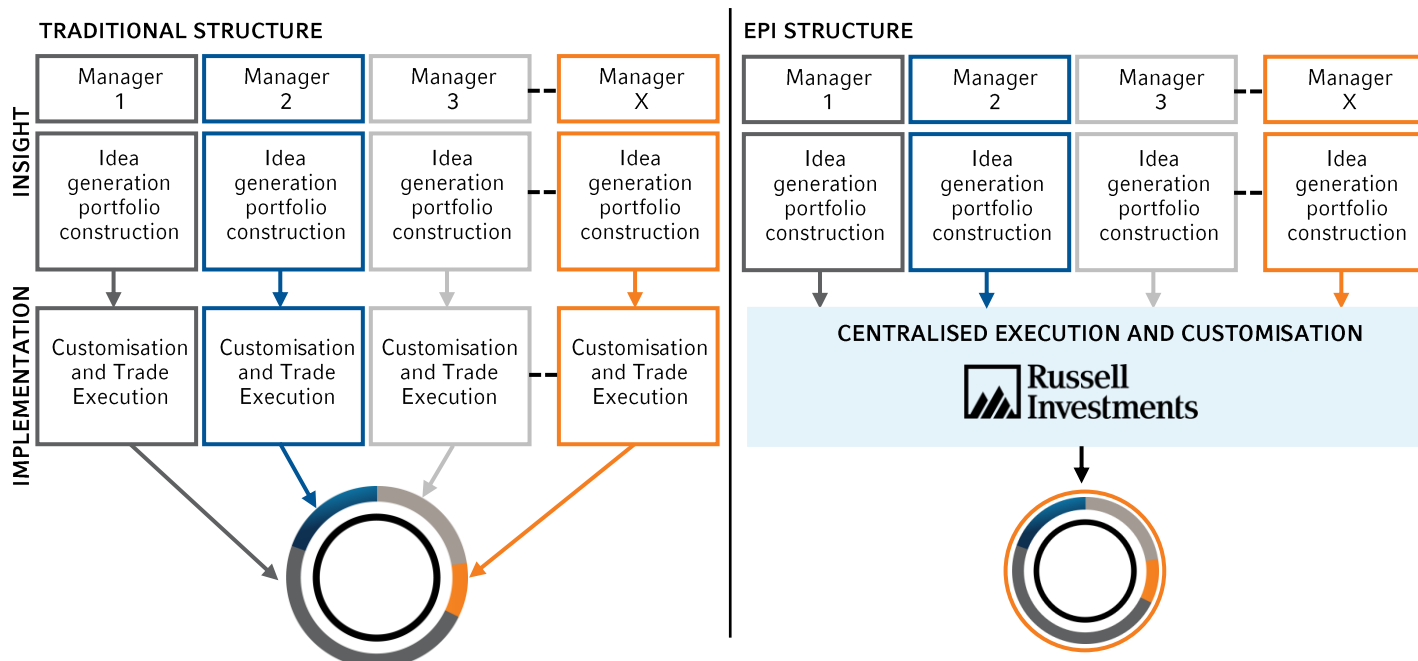 TRADITIONAL STRUCTURE
INSIGHT
IMPLEMENTATION
Manager
1
Manager
2
Manager
3
Manager
X
Idea
generation
portfolio
construction
Idea
generation
portfolio
construction
Idea
generation
portfolio
construction
Idea
generation
portfolio
construction
Customisation
and Trade
Execution
Customisation
and Trade
Execution
Customisation
and Trade
Execution
Customisation
and Trade
Execution
EPI STRUCTURE
Manager
1
Manager
2
Manager
3
Manager
X
Idea
generation
portfolio
construction
Idea
generation
portfolio
construction
Idea
generation
portfolio
construction
Idea
generation
portfolio
construction
CENTRALISED EXECUTION AND CUSTOMISATION
Russell
Investments